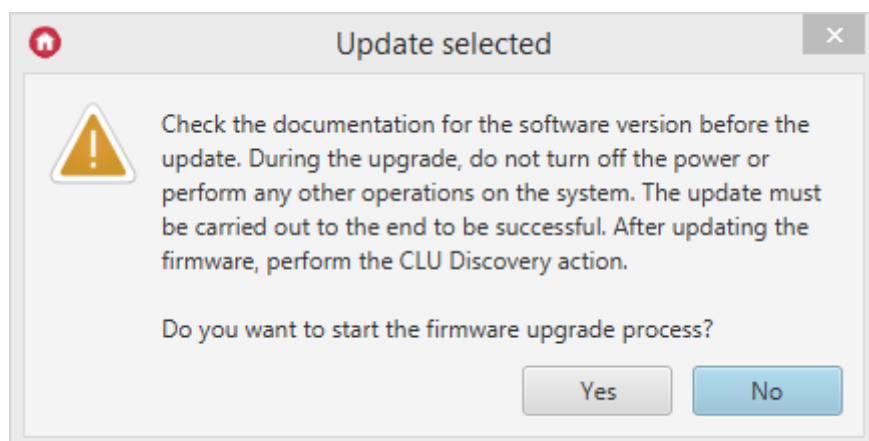 Update selected
Check the documentation for the software version before the
update. During the upgrade, do not turn off the power or
perform any other operations on the system. The update must
be carried out to the end to be successful. After updating the
firmware, perform the CLU Discovery action.
Do you want to start the firmware upgrade process?
Yes
No